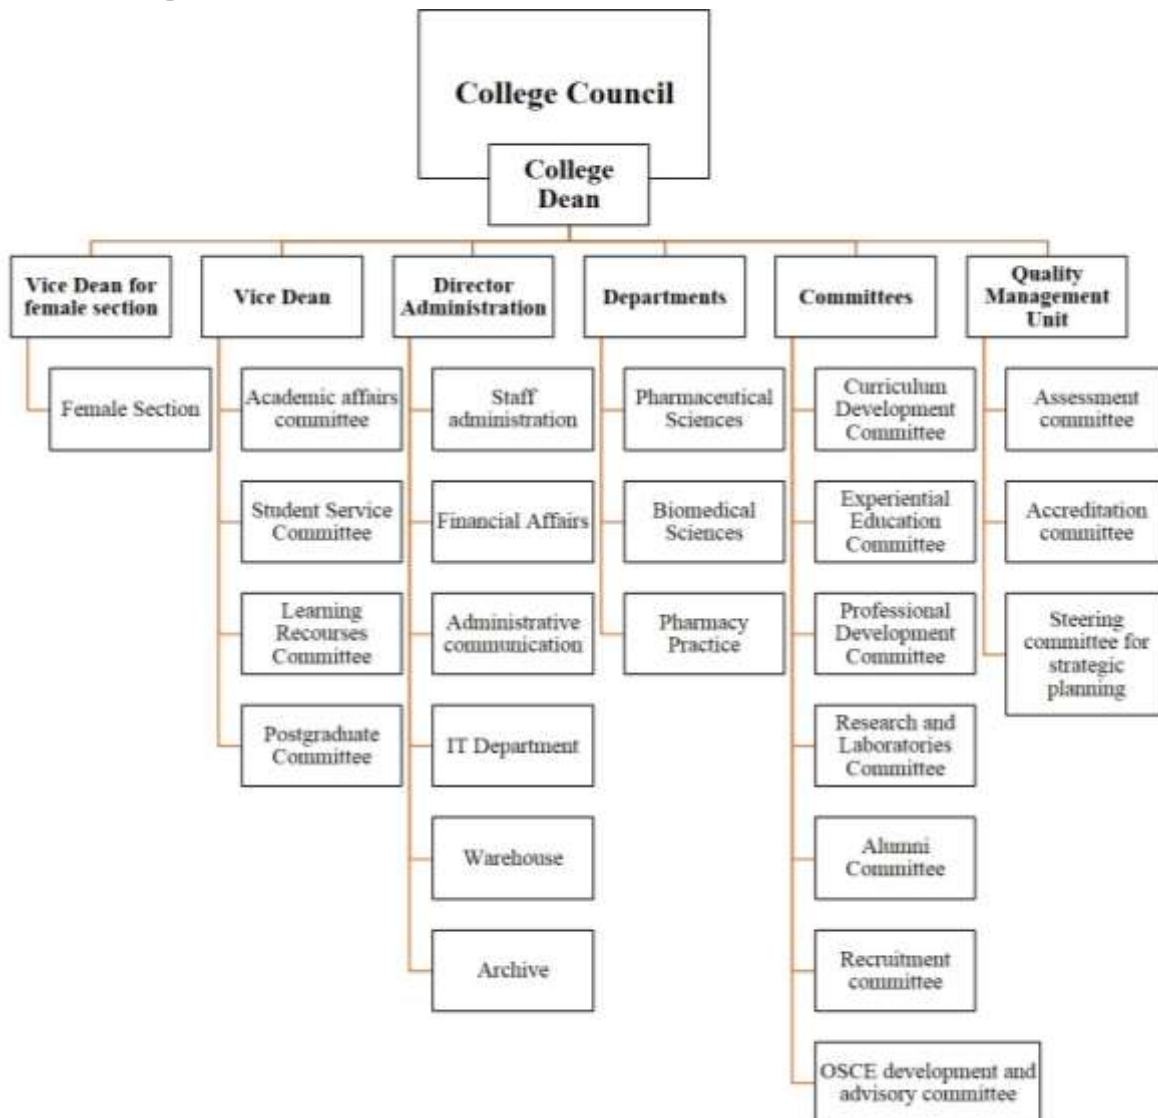 College Council
College
Dean
Vice Dean for
female section
Female Section
Vice Dean
Academic affairs
committee
Student Service
Committee
Learning
Recourses
Committee
Postgraduate
Committee
Director
Administration
Staff
administration
Financial Affairs
Administrative
communication
IT Department
Warehouse
Archive
Departments
Pharmaceutical
Sciences
Biomedical
Sciences
Pharmacy
Practice
Committees
Curriculum
Development
Committee
Experiential
Education
Committee
Professional
Development
Committee
Research and
Laboratories
Committee
Alumni
Committee
Recruitment
committee
OSCE development and
advisory committee
Quality
Management
Unit
Assessment
committee
Accreditation
committee
Steering
committee for
strategic
planning